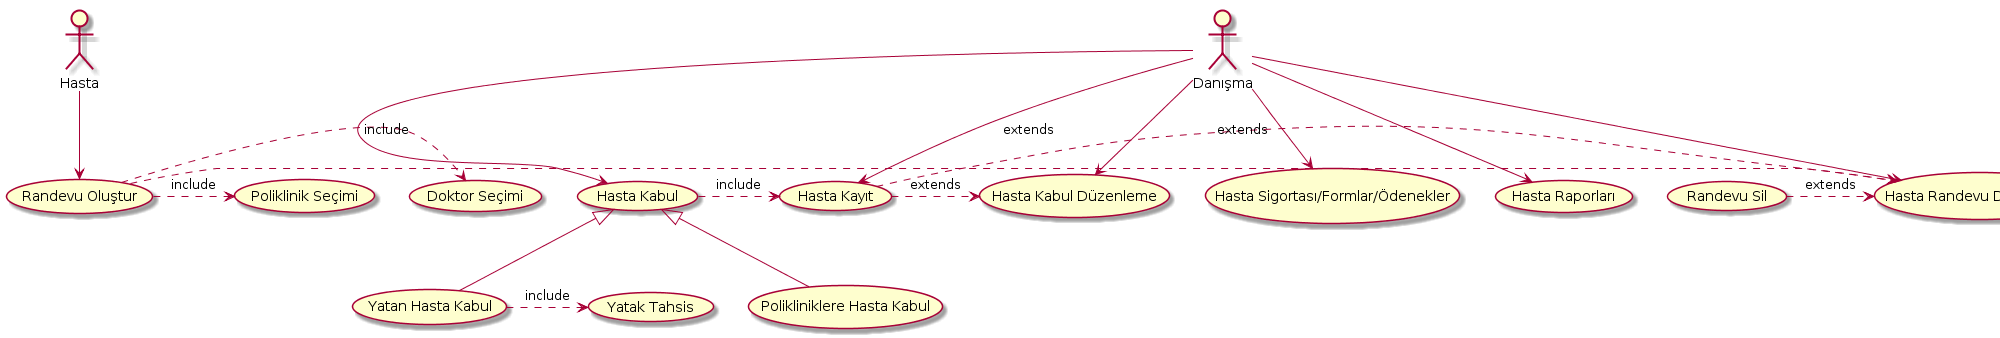 Hasta
Danışma
include
extends
extends
include
include
extends
extends
Randevu Oluştur
Poliklinik Seçimi
Doktor Seçimi
Hasta Kabul
Hasta Kayıt
Hasta Kabul Düzenleme
Hasta Sigortası/Formlar/Ödenekler
Hasta Raporları
Randevu Sil
Hasta Randevu
include
Yatan Hasta Kabul
Yatak Tahsis
Polikliniklere Hasta Kabul